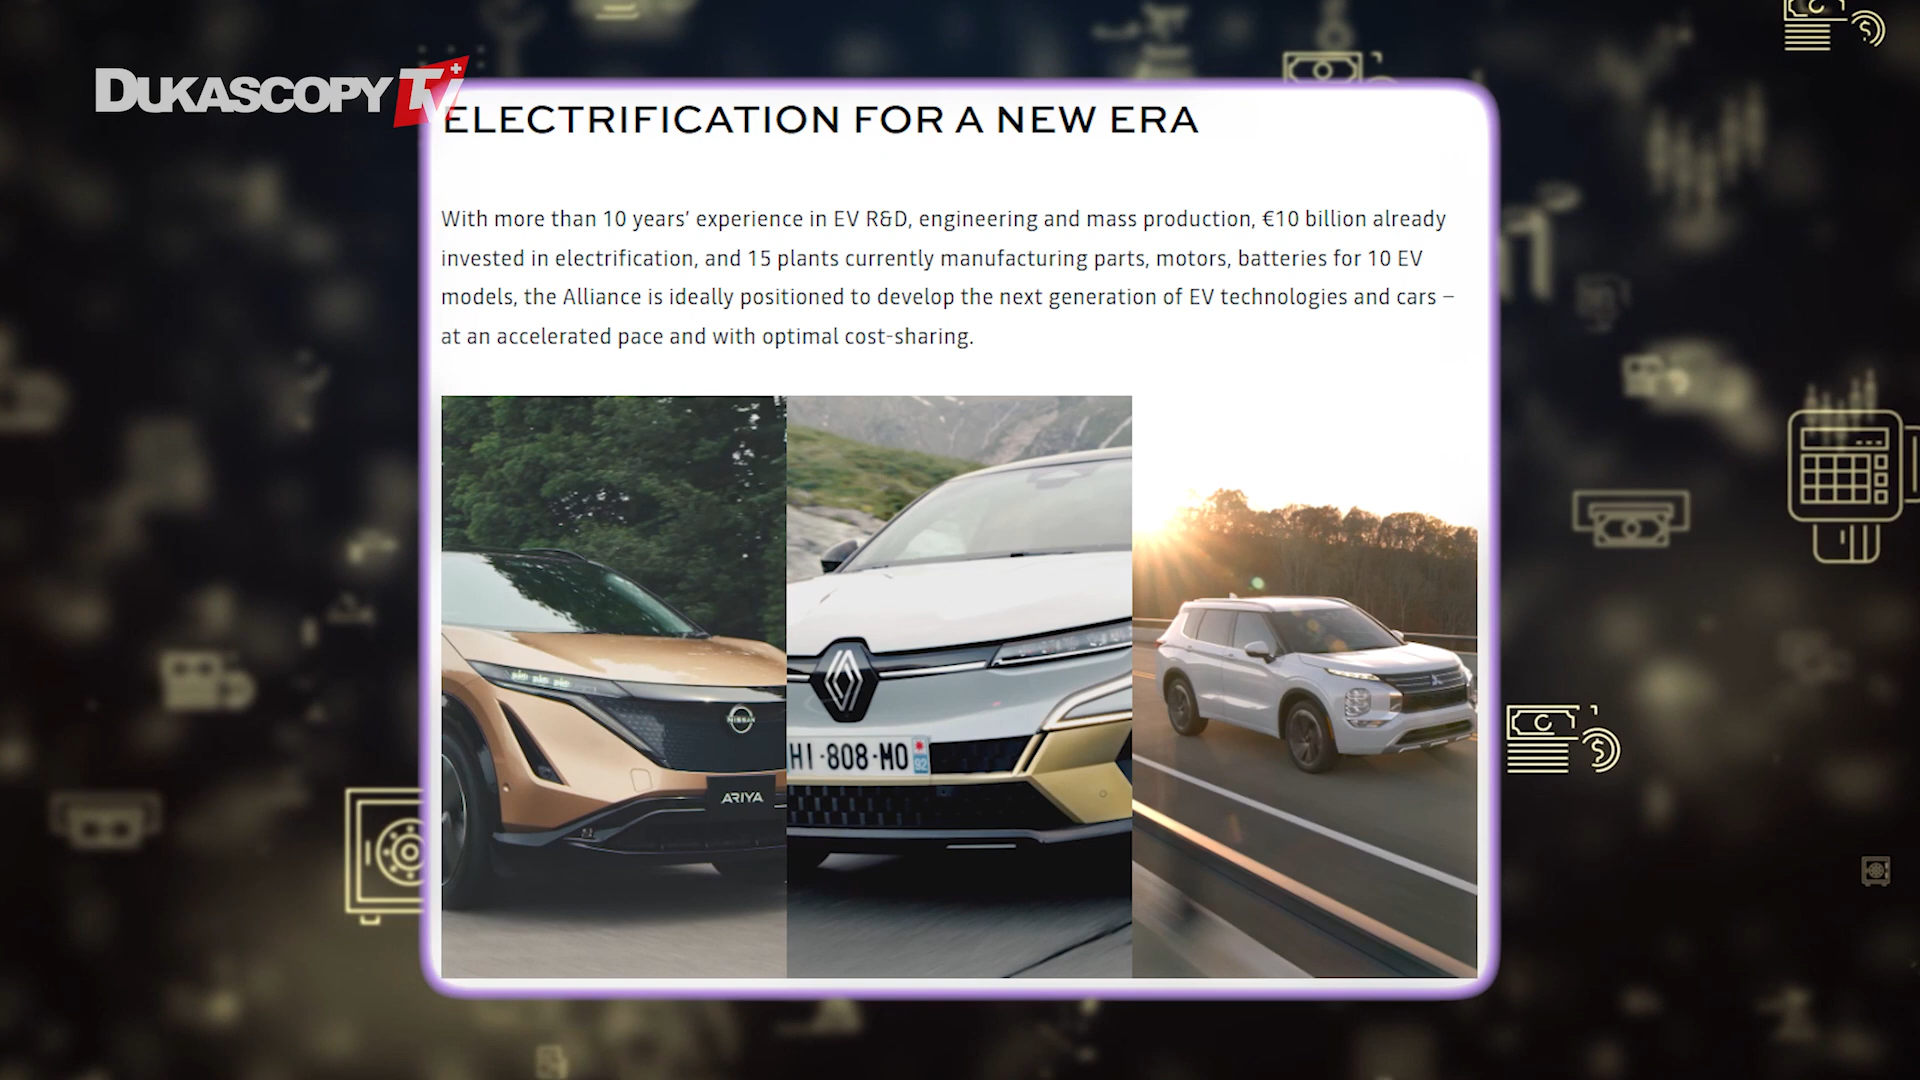 DUKASCOPY TV
ELECTRIFICATION FOR A NEW ERA
With more than 10 years’ experience in EV R&D, engineering and mass production, €10 billion already
invested in electrification, and 15 plants currently manufacturing parts, motors, batteries for 10 EV
models, the Alliance is ideally positioned to develop the next generation of EV technologies and cars –
at an accelerated pace and with optimal cost-sharing.
NISSAN
ARIYA
HI-808-MO
92